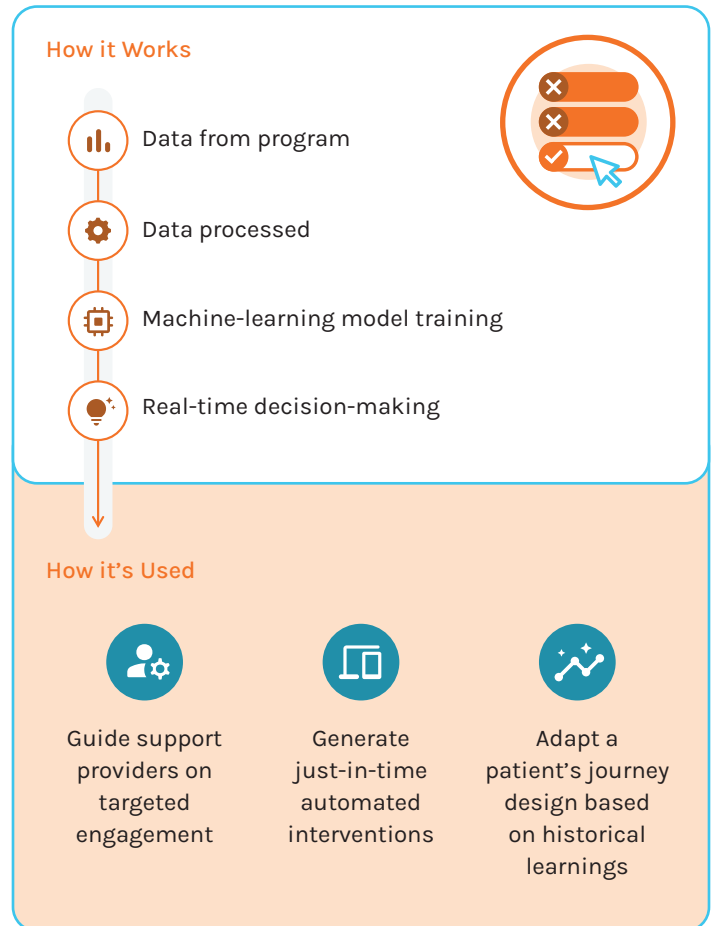 How it Works
Data from program
Data processed
Machine-learning model training
Real-time decision-making
How it’s Used
Guide support
providers on
targeted
engagement
Generate
just-in-time
automated
interventions
Adapt a
patient’s journey
design based
on historical
learnings